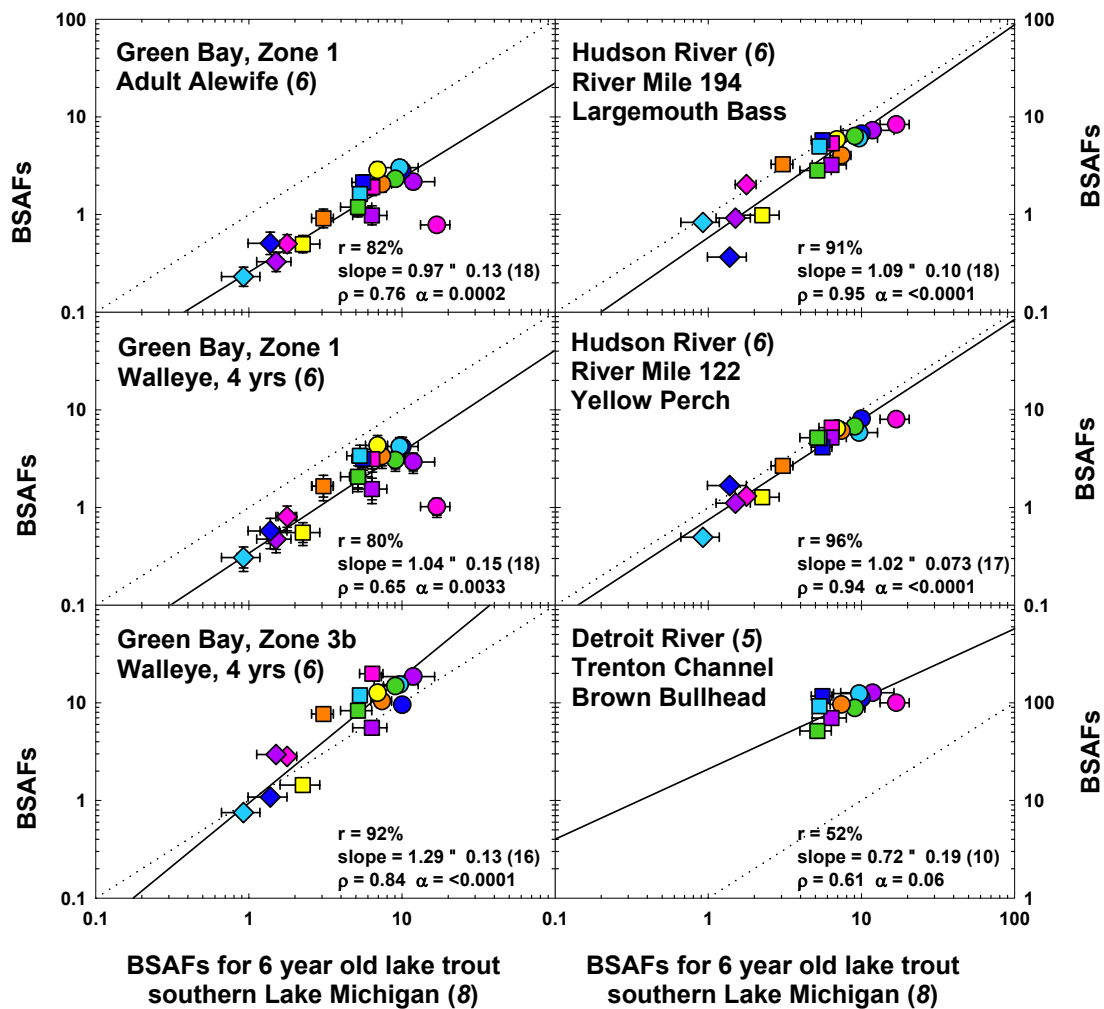 Green Bay, Zone 1
Adult Alewife (6)
r = 82%
slope = 0.97 " 0.13 (18)
ρ = 0.76 α = 0.0002
BSAFs
100
10
1
0.1
Hudson River (6)
River Mile 194
Largemouth Bass
r = 91%
slope = 1.09 " 0.10 (18)
ρ = 0.95 α = <0.0001
100
10
1
0.1
BSAFs
Green Bay, Zone 1
Walleye, 4 yrs (6)
r = 80%
slope = 1.04 " 0.15 (18)
ρ = 0.65 α = 0.0033
BSAFs
10
1
0.1
Hudson River (6)
River Mile 122
Yellow Perch
r = 96%
slope = 1.02 " 0.073 (17)
ρ = 0.94 α = <0.0001
10
1
0.1
BSAFs
Green Bay, Zone 3b
Walleye, 4 yrs (6)
r = 92%
slope = 1.29 " 0.13 (16)
ρ = 0.84 α = <0.0001
BSAFs
10
1
0.1
Detroit River (5)
Trenton Channel
Brown Bullhead
r = 52%
slope = 0.72 " 0.19 (10)
ρ = 0.61 α = 0.06
100
10
1
BSAFs
0.1 1 10
0.1 1 10 100
BSAFs for 6 year old lake trout
southern Lake Michigan (8)
BSAFs for 6 year old lake trout
southern Lake Michigan (8)